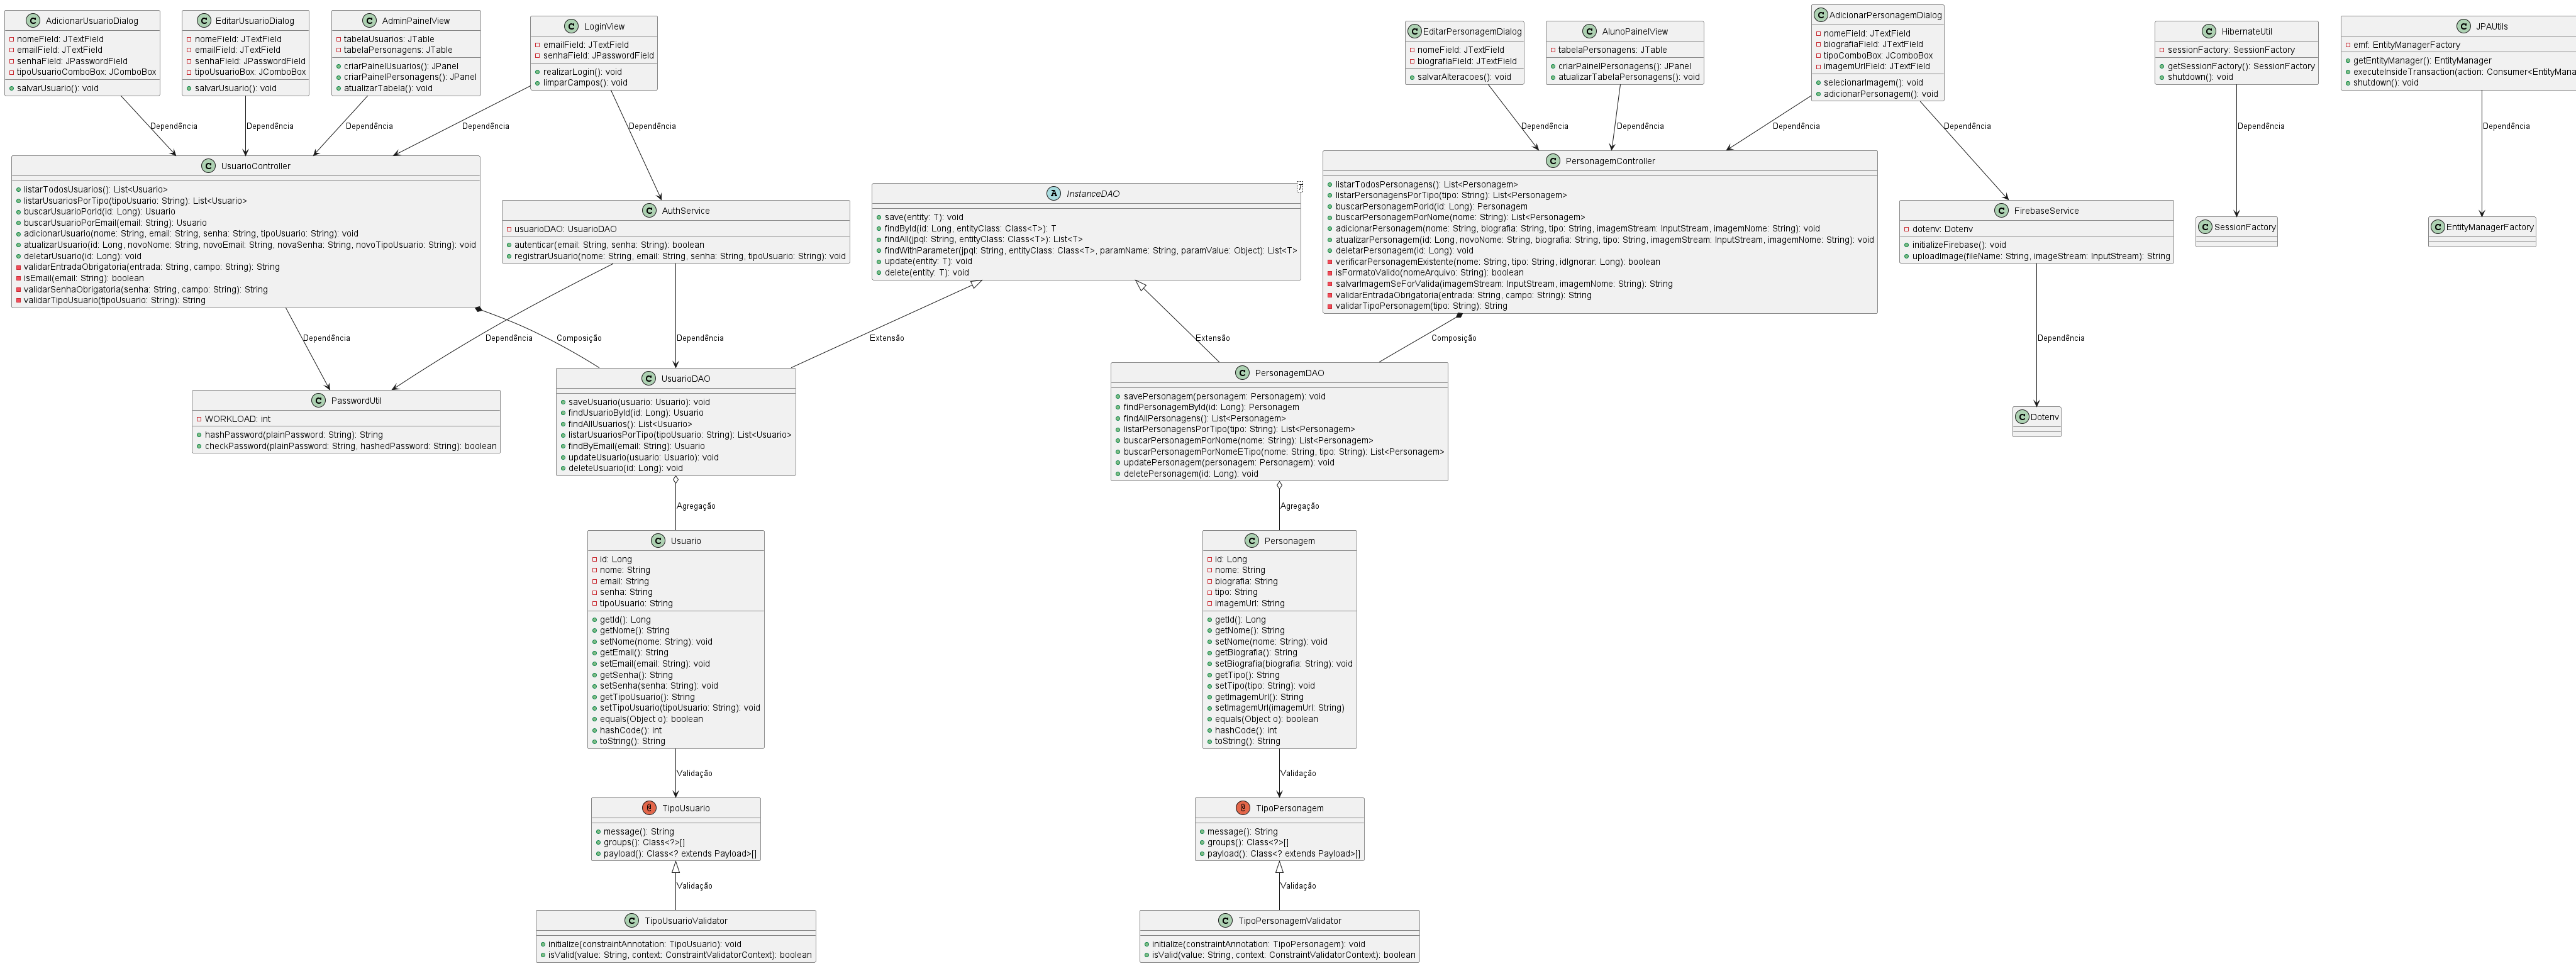 AdicionarUsuarioDialog
nomeField: JTextField
emailField: JTextField
senhaField: JPasswordField
tipoUsuarioComboBox: JComboBox
salvarUsuario(): void
EditarUsuarioDialog
nomeField: JTextField
emailField: JTextField
senhaField: JPasswordField
tipoUsuarioBox: JComboBox
salvarUsuario(): void
AdminPainelView
tabelaUsuarios: JTable
tabelaPersonagens: JTable
criarPainelUsuarios(): JPanel
criarPainelPersonagens(): JPanel
atualizarTabela(): void
LoginView
emailField: JTextField
senhaField: JPasswordField
realizarLogin(): void
limparCampos(): void
EditarPersonagemDialog
nomeField: JTextField
biografiaField: JTextField
salvarAlteracoes(): void
AlunoPainelView
tabelaPersonagens: JTable
criarPainelPersonagens(): JPanel
atualizarTabelaPersonagens(): void
AdicionarPersonagemDialog
nomeField: JTextField
biografiaField: JTextField
tipoComboBox: JComboBox
imagemUrlField: JTextField
selecionarImagem(): void
adicionarPersonagem(): void
HibernateUtil
sessionFactory: SessionFactory
getSessionFactory(): SessionFactory
shutdown(): void
JPAUtils
emf: EntityManagerFactory
getEntityManager(): EntityManager
executeInsideTransaction(action: Consumer<EntityMana
shutdown(): void
Dependência
Dependência
Dependência
Dependência
Dependência
Dependência
Dependência
Dependência
Dependência
Dependência
Dependência
UsuarioController
listarTodosUsuarios(): List<Usuario>
listarUsuariosPorTipo(tipoUsuario: String): List<Usuario>
buscarUsuarioPorId(id: Long): Usuario
buscarUsuarioPorEmail(email: String): Usuario
adicionarUsuario(nome: String, email: String, senha: String, tipoUsuario: String): void
atualizarUsuario(id: Long, novoNome: String, novoEmail: String, novaSenha: String, novoTipoUsuario: String): void
deletarUsuario(id: Long): void
validarEntradaObrigatoria(entrada: String, campo: String): String
isEmail(email: String): boolean
validarSenhaObrigatoria(senha: String, campo: String): String
validarTipoUsuario(tipoUsuario: String): String
AuthService
usuarioDAO: UsuarioDAO
autenticar(email: String, senha: String): boolean
registrarUsuario(nome: String, email: String, senha: String, tipoUsuario: String): void
InstanceDAO
T
save(entity: T): void
findById(id: Long, entityClass: Class<T>): T
findAll(jpql: String, entityClass: Class<T>): List<T>
findWithParameter(jpql: String, entityClass: Class<T>, paramName: String, paramValue: Object): List<T>
update(entity: T): void
delete(entity: T): void
PersonagemController
listarTodosPersonagens(): List<Personagem>
listarPersonagensPorTipo(tipo: String): List<Personagem>
buscarPersonagemPorId(id: Long): Personagem
buscarPersonagemPorNome(nome: String): List<Personagem>
adicionarPersonagem(nome: String, biografia: String, tipo: String, imagemStream: InputStream, imagemNome: String): void
atualizarPersonagem(id: Long, novoNome: String, biografia: String, tipo: String, imagemStream: InputStream, imagemNome: String): void
deletarPersonagem(id: Long): void
verificarPersonagemExistente(nome: String, tipo: String, idIgnorar: Long): boolean
isFormatoValido(nomeArquivo: String): boolean
salvarImagemSeForValida(imagemStream: InputStream, imagemNome: String): String
validarEntradaObrigatoria(entrada: String, campo: String): String
validarTipoPersonagem(tipo: String): String
FirebaseService
dotenv: Dotenv
initializeFirebase(): void
uploadImage(fileName: String, imageStream: InputStream): String
SessionFactory
EntityManagerFactory
Dependência
Composição
Dependência
Dependência
Extensão
Extensão
Composição
Dependência
PasswordUtil
WORKLOAD: int
hashPassword(plainPassword: String): String
checkPassword(plainPassword: String, hashedPassword: String): boolean
UsuarioDAO
saveUsuario(usuario: Usuario): void
findUsuarioById(id: Long): Usuario
findAllUsuarios(): List<Usuario>
listarUsuariosPorTipo(tipoUsuario: String): List<Usuario>
findByEmail(email: String): Usuario
updateUsuario(usuario: Usuario): void
deleteUsuario(id: Long): void
PersonagemDAO
savePersonagem(personagem: Personagem): void
findPersonagemById(id: Long): Personagem
findAllPersonagens(): List<Personagem>
listarPersonagensPorTipo(tipo: String): List<Personagem>
buscarPersonagemPorNome(nome: String): List<Personagem>
buscarPersonagemPorNomeETipo(nome: String, tipo: String): List<Personagem>
updatePersonagem(personagem: Personagem): void
deletePersonagem(id: Long): void
Dotenv
Agregação
Agregação
Usuario
id: Long
nome: String
email: String
senha: String
tipoUsuario: String
getId(): Long
getNome(): String
setNome(nome: String): void
getEmail(): String
setEmail(email: String): void
getSenha(): String
setSenha(senha: String): void
getTipoUsuario(): String
setTipoUsuario(tipoUsuario: String): void
equals(Object o): boolean
hashCode(): int
toString(): String
Personagem
id: Long
nome: String
biografia: String
tipo: String
imagemUrl: String
getId(): Long
getNome(): String
setNome(nome: String): void
getBiografia(): String
setBiografia(biografia: String): void
getTipo(): String
setTipo(tipo: String): void
getImagemUrl(): String
setImagemUrl(imagemUrl: String)
equals(Object o): boolean
hashCode(): int
toString(): String
Validação
Validação
TipoUsuario
message(): String
groups(): Class<?>[]
payload(): Class<? extends Payload>[]
TipoPersonagem
message(): String
groups(): Class<?>[]
payload(): Class<? extends Payload>[]
Validação
Validação
TipoUsuarioValidator
initialize(constraintAnnotation: TipoUsuario): void
isValid(value: String, context: ConstraintValidatorContext): boolean
TipoPersonagemValidator
initialize(constraintAnnotation: TipoPersonagem): void
isValid(value: String, context: ConstraintValidatorContext): boolean